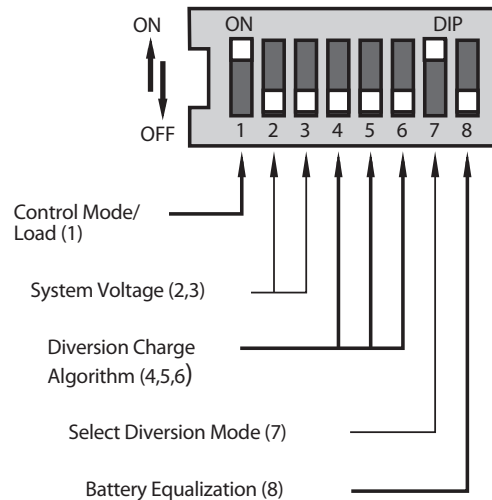 ON
ON DIP
OFF
1 2 3 4 5 6 7 8
Control Mode/
Load (1)
System Voltage (2,3)
Diversion Charge
Algorithm (4,5,6)
Select Diversion Mode (7)
Battery Equalization (8)